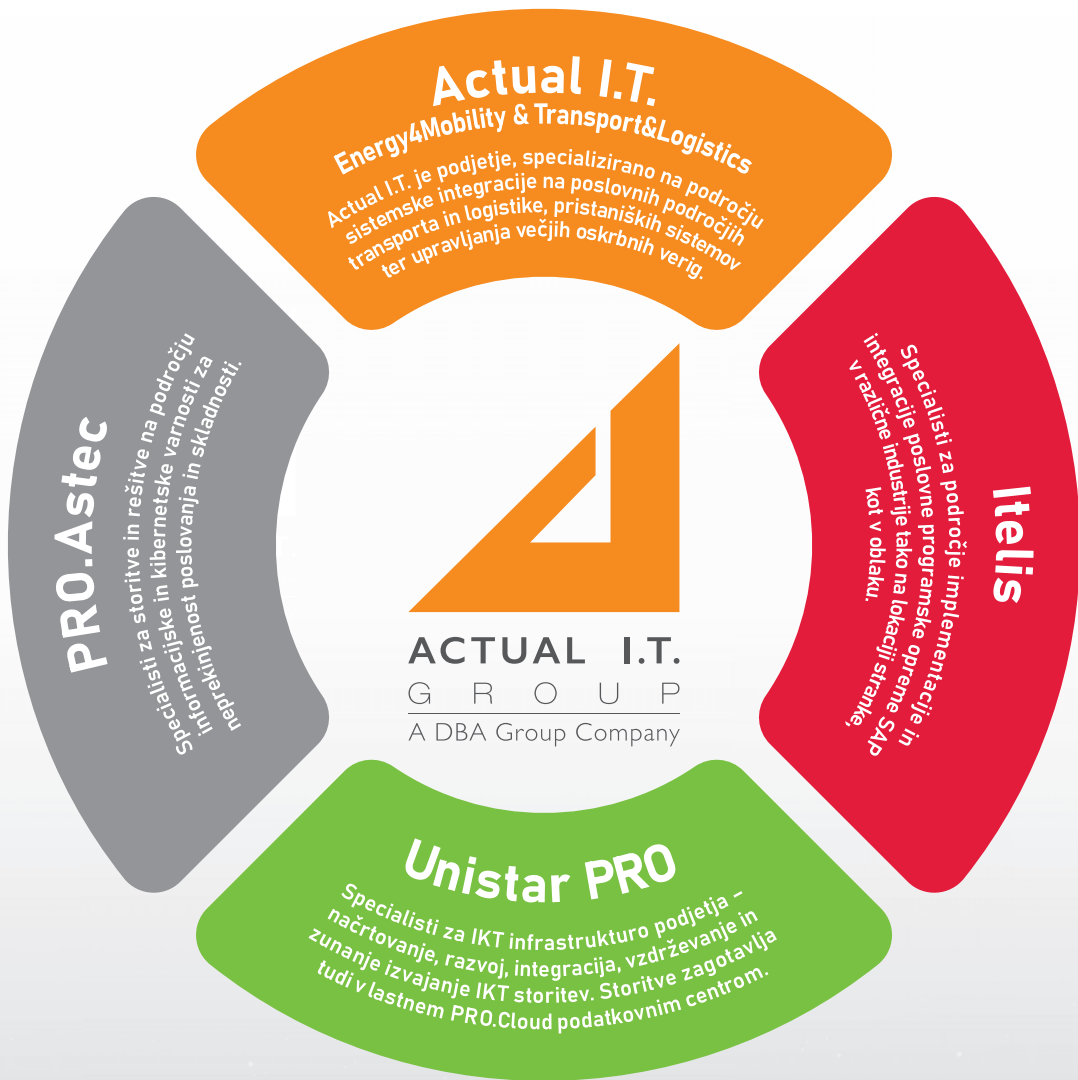 Actual I.T.
Energy4Mobility & Transport&Logistics
Actual I.T. je podjetje, specializirano na področju
sistemske integracije na poslovnih področjih
transporta in logistike, pristaniških sistemov
ter upravljanja večjih oskrbnih verig.
Itelis
Specialisti za področje implementacije in
integracije poslovne programske opreme SAP
v različne industrije tako na lokaciji stranke,
kot v oblaku.
Unistar PRO
Specialisti za IKT infrastrukturo podjetja –
načrtovanje, razvoj, integracija, vzdrževanje in
zunanje izvajanje IKT storitev. Storitve zagotavlja
tudi v lastnem PRO.Cloud podatkovnim centrom.
PRO.Astec
Specialisti za storitve in rešitve na področju
informacijske in kibernetske varnosti za
neprekinjenost poslovanja in skladnosti.
ACTUAL I.T.
GROUP
A DBA Group Company